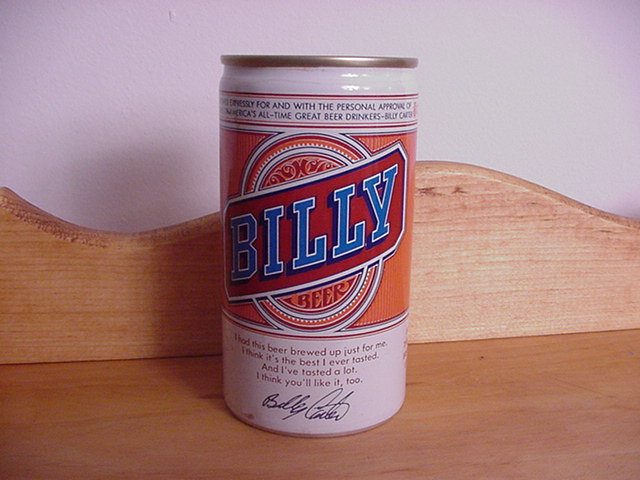 EXPRESSLY FOR AND WITH THE PERSONAL APPROVAL OF
AMERICA'S ALL-TIME GREAT BEER DRINKERS-BILLY CARTER
BILLY
BEER
I had this beer brewed up just for me.
I think it's the best I ever tasted.
And I've tasted a lot.
I think you'll like it, too.
Billy Carter